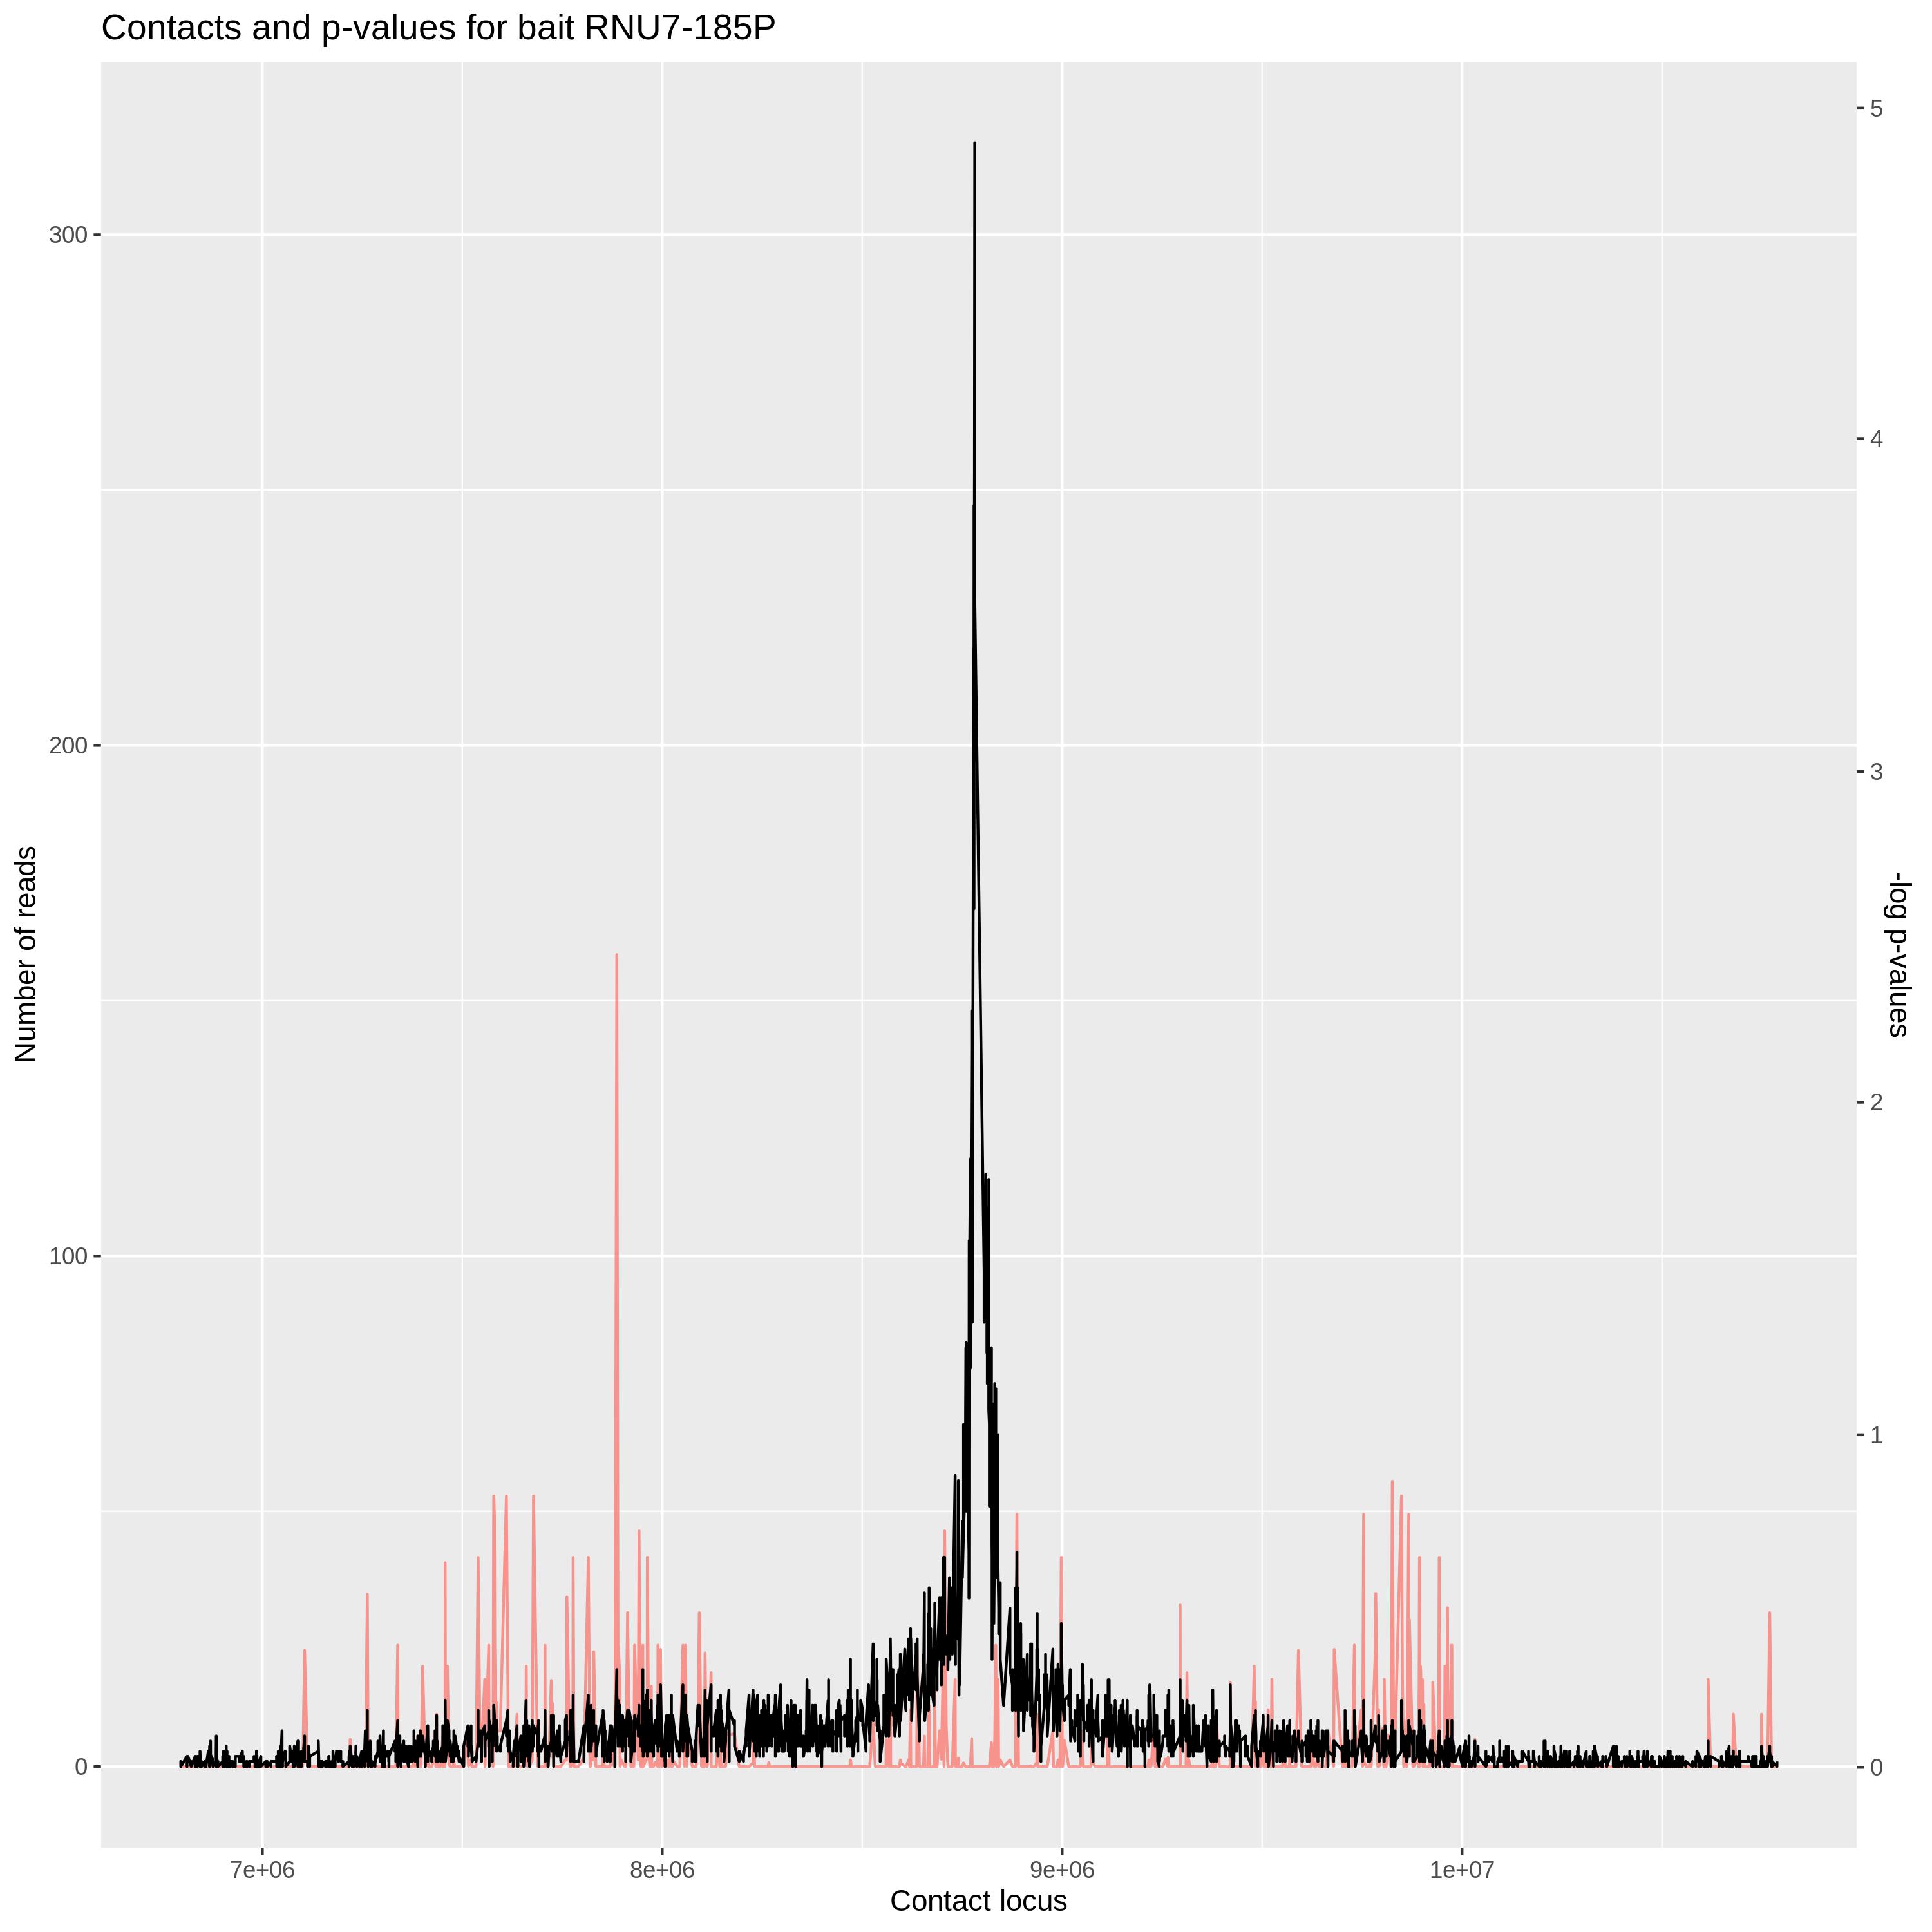 Contacts and p-values for bait RNU7-185P
300
200
100
0
Number of reads
5
4
3
2
1
0
-log p-values
7e+06
8e+06
9e+06
1e+07
Contact locus